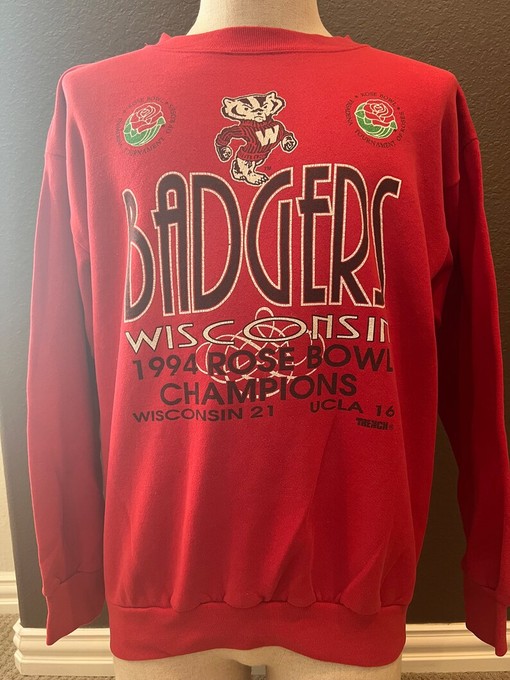 W
BADGERS
WISCONSIN
1994 ROSE BOWL
CHAMPIONS
WISCONSIN 21 UCLA 16
TRENCH